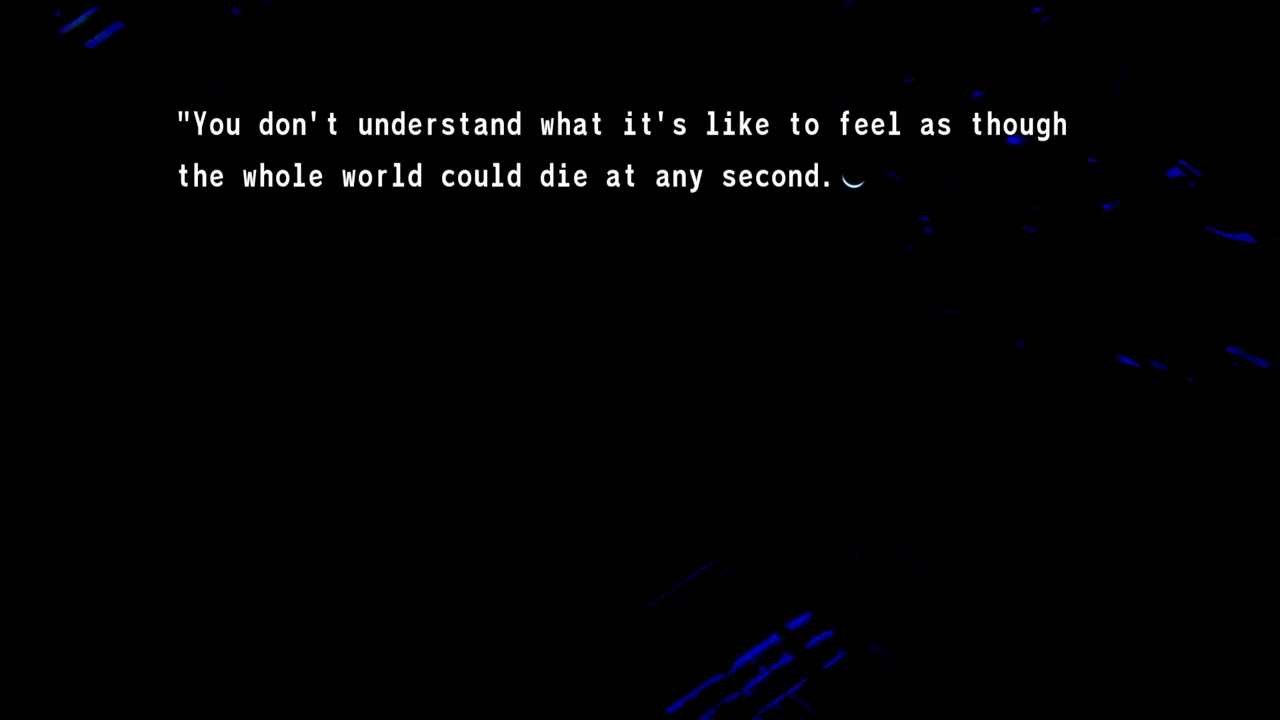 "You don't understand what it's like to feel as though
the whole world could die at any second.